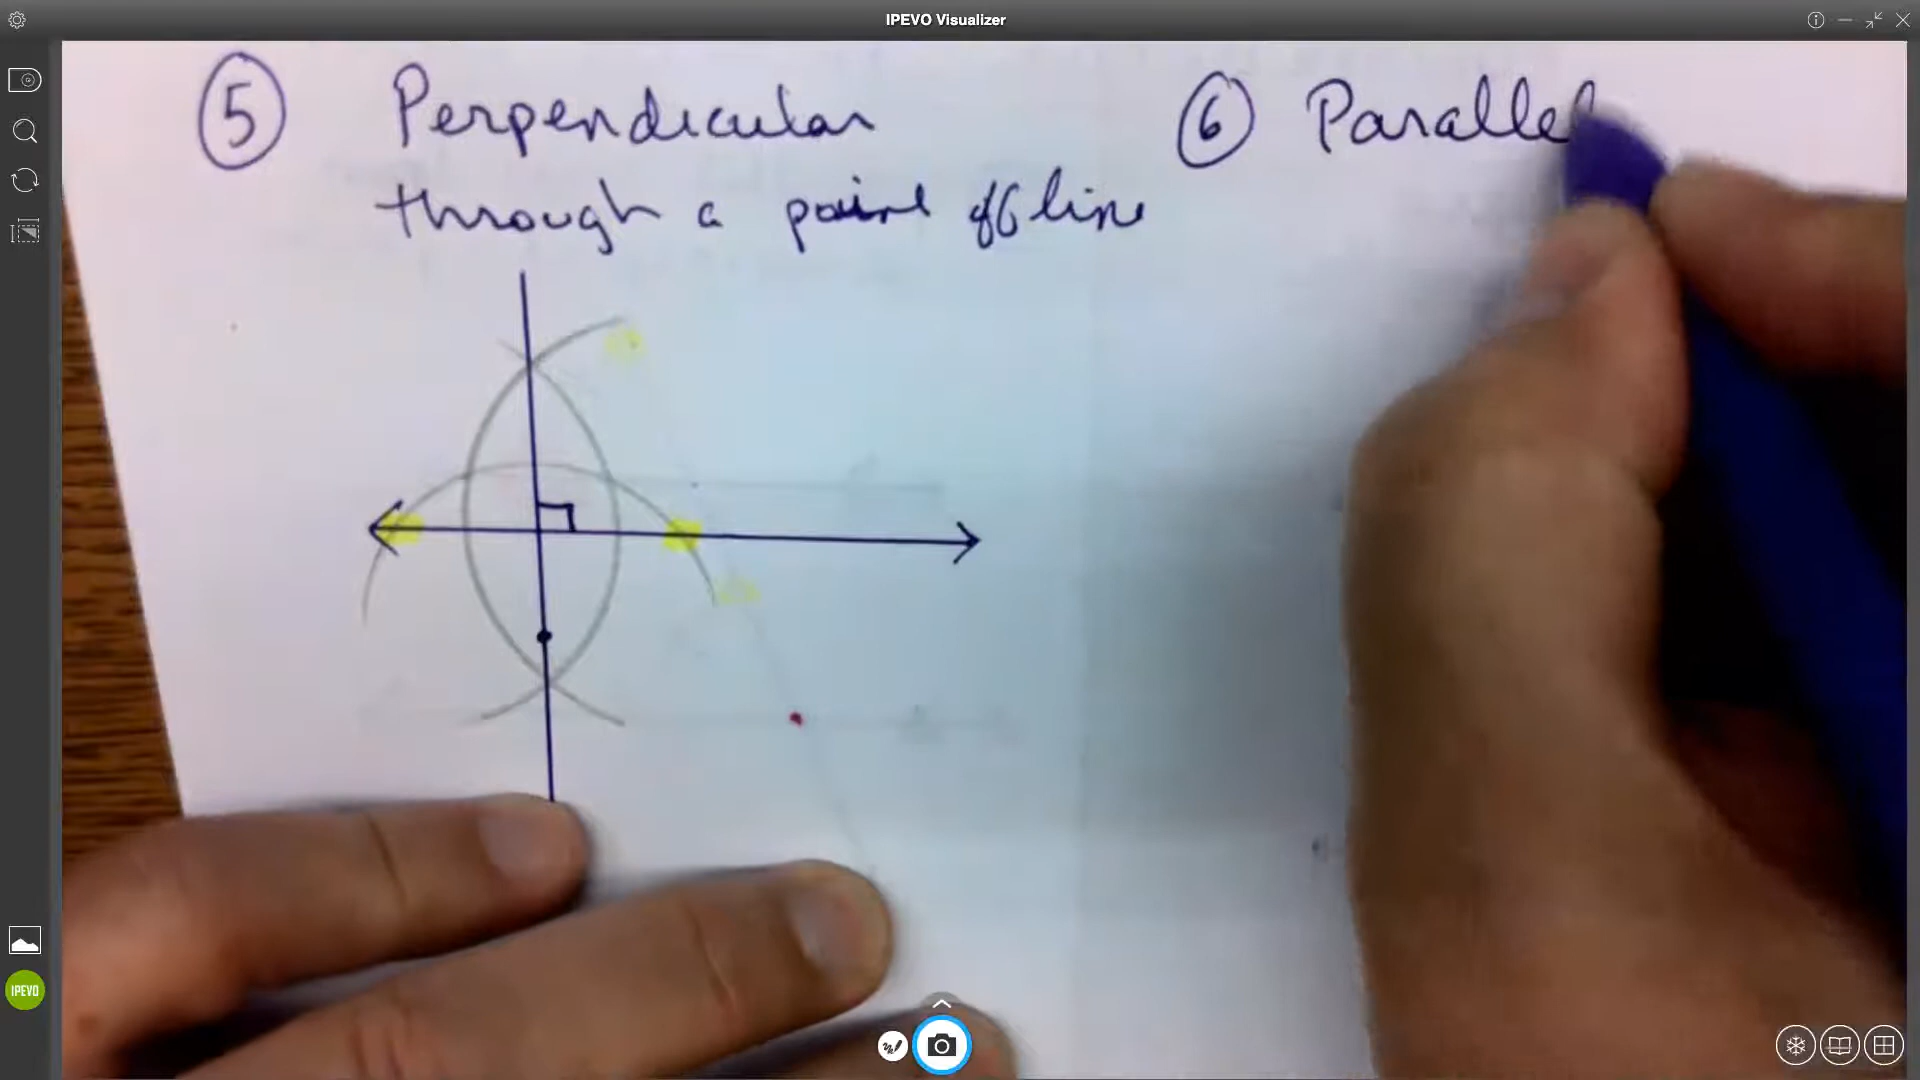 IPEVO Visualizer
5 Perpendicular
through a point off line
6 Parallel
IPEVO